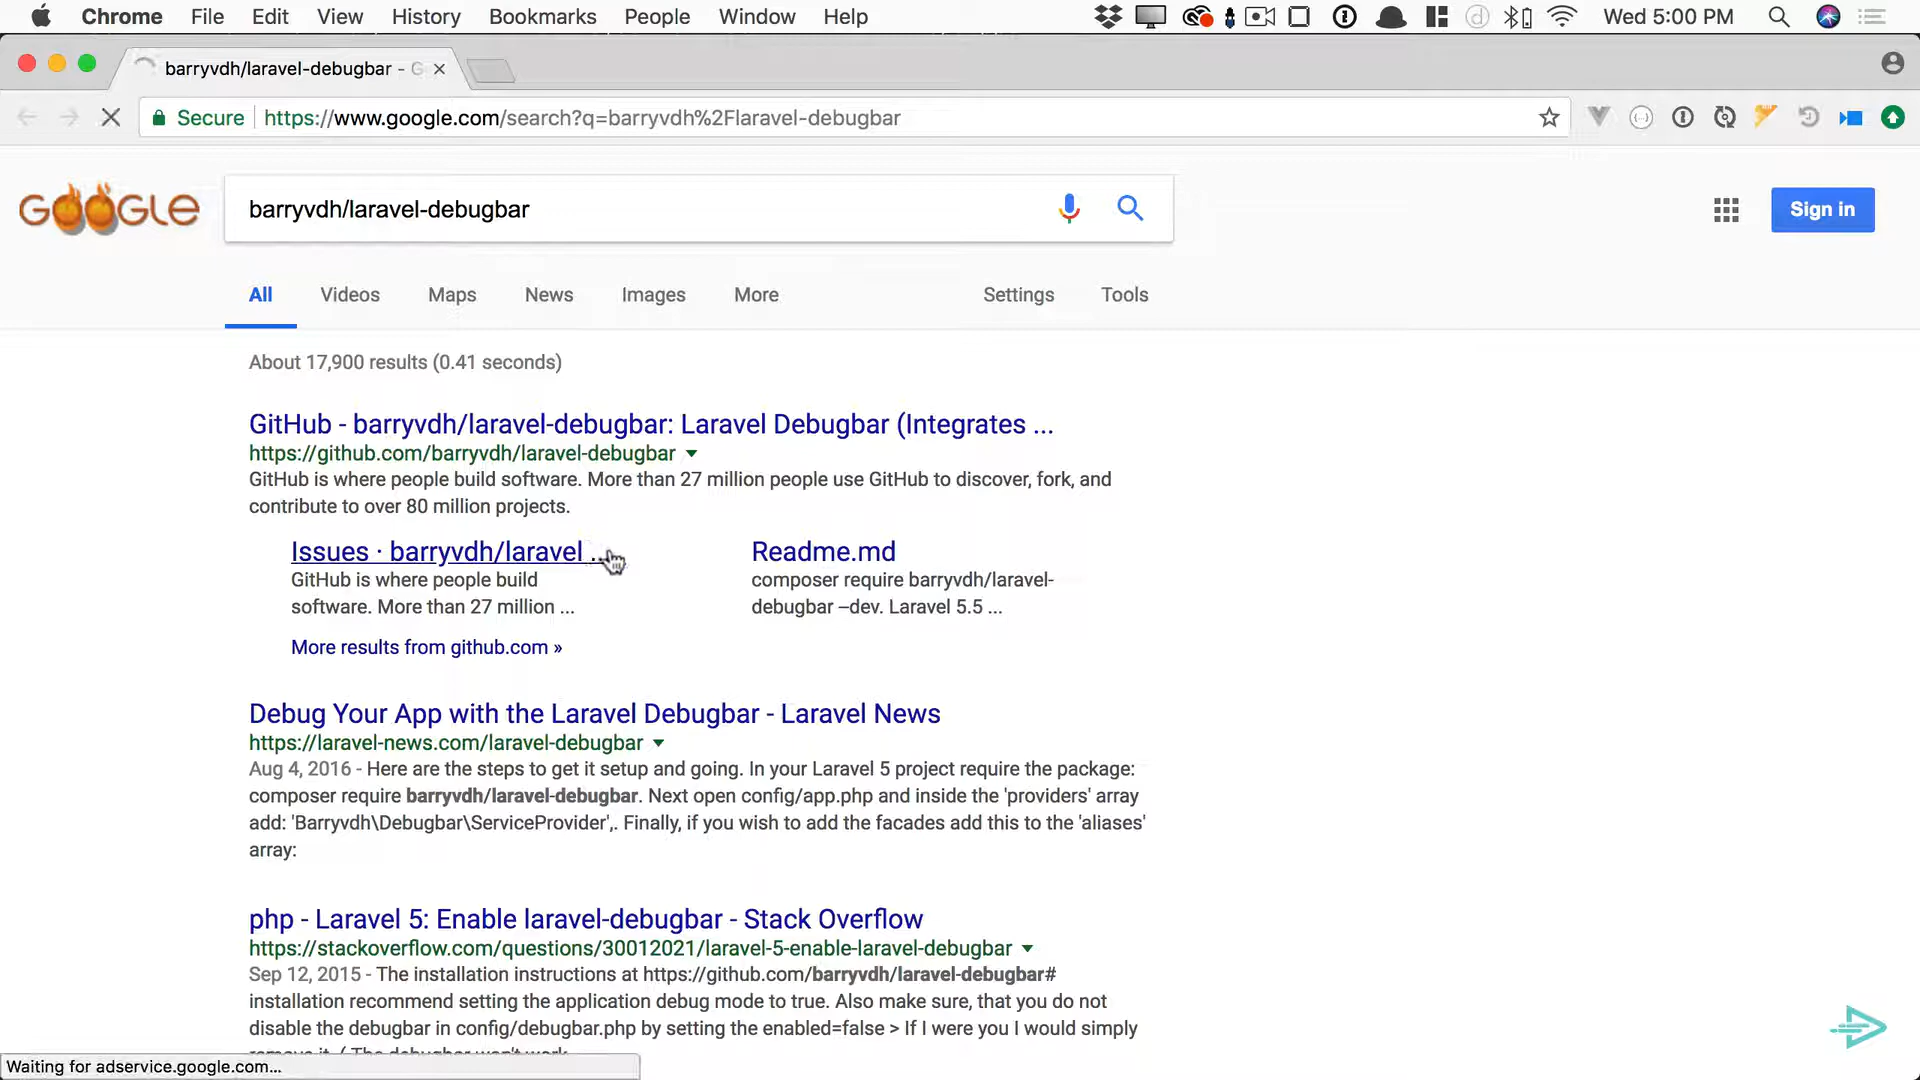 Chrome File Edit View History Bookmarks People Window Help Wed 5:00 PM
barryvdh/laravel-debugbar - G
Secure https://www.google.com/search?q=barryvdh%2Flaravel-debugbar
GOOGLE
barryvdh/laravel-debugbar
Sign in
All Videos Maps News Images More Settings Tools
About 17,900 results (0.41 seconds)
GitHub - barryvdh/laravel-debugbar: Laravel Debugbar (Integrates ...
https://github.com/barryvdh/laravel-debugbar
GitHub is where people build software. More than 27 million people use GitHub to discover, fork, and
contribute to over 80 million projects.
Issues · barryvdh/laravel ...
GitHub is where people build
software. More than 27 million ...
Readme.md
composer require barryvdh/laravel-
debugbar –dev. Laravel 5.5 ...
More results from github.com »
Debug Your App with the Laravel Debugbar - Laravel News
https://laravel-news.com/laravel-debugbar
Aug 4, 2016 - Here are the steps to get it setup and going. In your Laravel 5 project require the package:
composer require barryvdh/laravel-debugbar. Next open config/app.php and inside the 'providers' array
add: 'Barryvdh\Debugbar\ServiceProvider',. Finally, if you wish to add the facades add this to the 'aliases'
array:
php - Laravel 5: Enable laravel-debugbar - Stack Overflow
https://stackoverflow.com/questions/30012021/laravel-5-enable-laravel-debugbar
Sep 12, 2015 - The installation instructions at https://github.com/barryvdh/laravel-debugbar#
installation recommend setting the application debug mode to true. Also make sure, that you do not
disable the debugbar in config/debugbar.php by setting the enabled=false > If I were you I would simply
remove it / The debugbar won't work
Waiting for adservice.google.com...